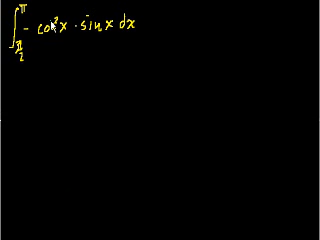 ∫_{π/2}^{π} - cos²x · sin x dx